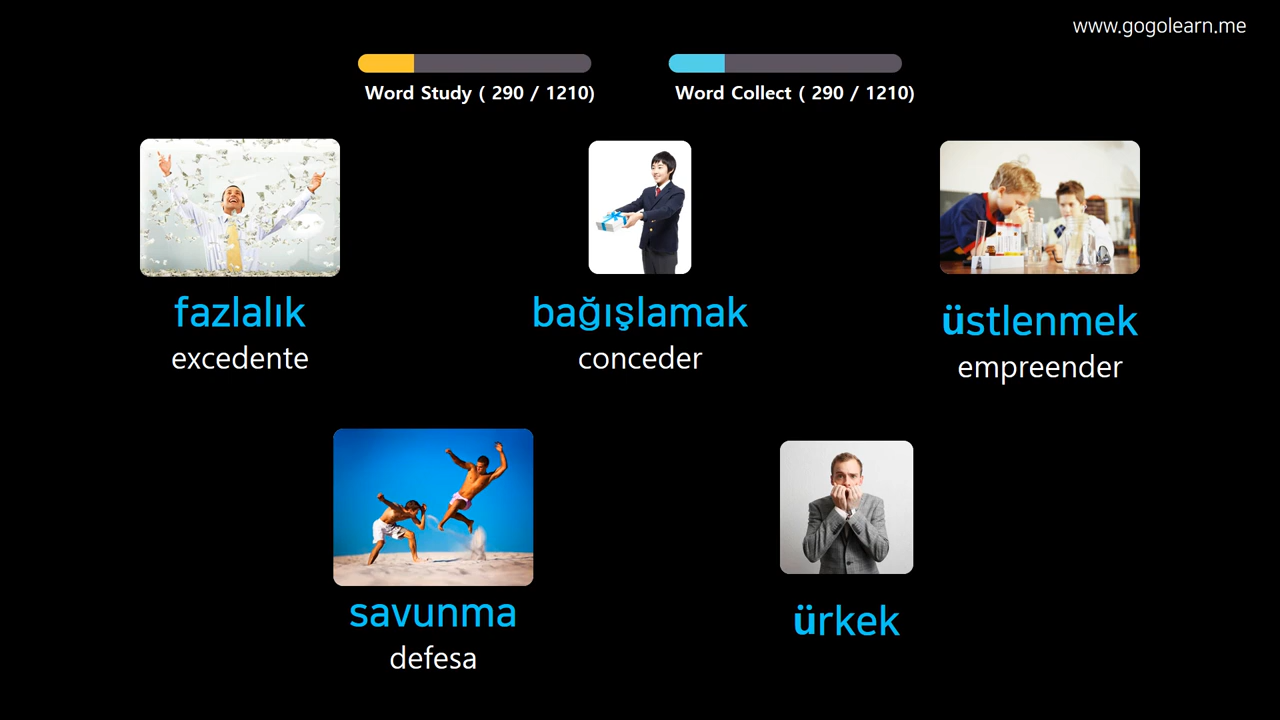 www.gogolearn.me
Word Study ( 290 / 1210)
Word Collect ( 290 / 1210)
fazlalık
excedente
bağışlamak
conceder
üstlenmek
empreender
savunma
defesa
ürkek